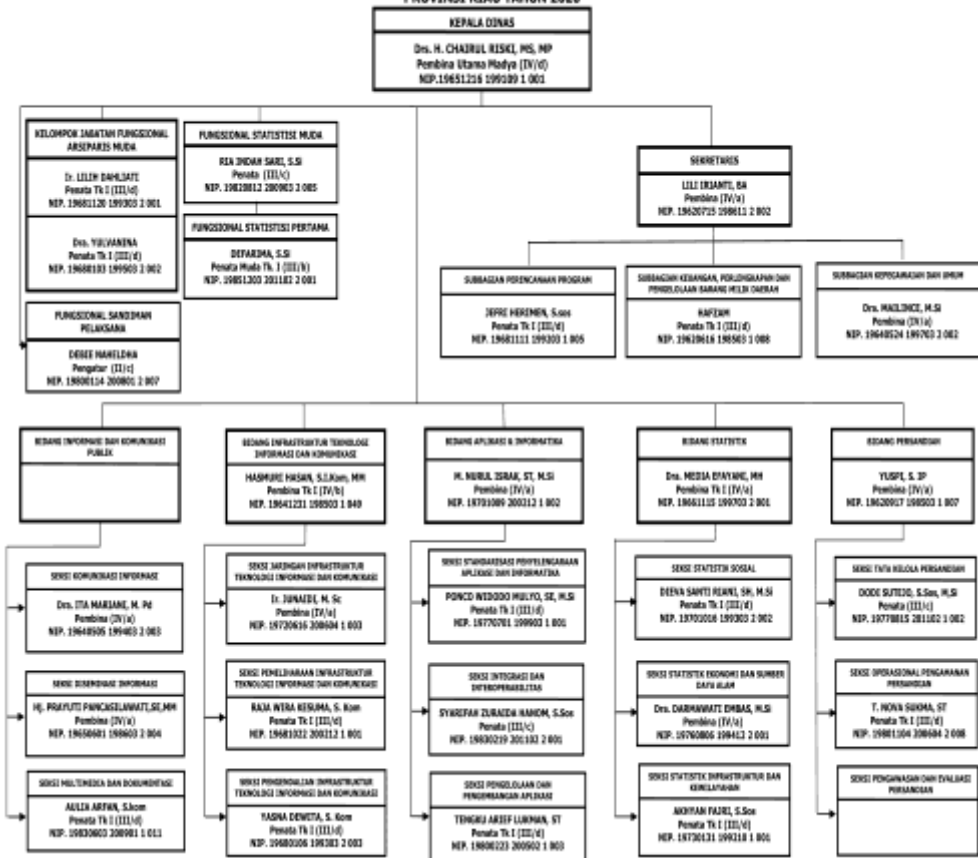 PROVINSI RIAU TAHUN 2020
KEPALA DINAS
Drs. H. CHAIRUL RISKI, MS, MP
Pembina Utama Madya (IV/d)
NIP.19651216 199109 1 001
KELOMPOK JABATAN FUNGSIONAL
ARSIPARIS MUDA
Ir. LILIH DAHLIATI
Penata Tk I (III/d)
NIP. 19681120 199303 2 001
Dra. YULVANINA
Penata Tk I (III/d)
NIP. 19680103 199503 2 002
FUNGSIONAL SANDIMAN
PELAKSANA
DEBIE MAHELDHA
Pengatur (II/c)
NIP. 19800114 200801 2 007
FUNGSIONAL STATISTISI MUDA
RIA INDAH SARI, S.Si
Penata (III/c)
NIP. 19820812 200903 2 005
FUNGSIONAL STATISTISI PERTAMA
DEFARIMA, S.Si
Penata Muda Tk. I (III/b)
NIP. 19851203 201102 2 001
SEKRETARIS
LILI IRIANTI, BA
Pembina (IV/a)
NIP. 19620715 198611 2 002
SUBBAGIAN PERENCANAAN PROGRAM
JEFRI HERIMEN, S.sos
Penata Tk I (III/d)
NIP. 19681111 199203 1 005
SUBBAGIAN KEUANGAN, PERLENGKAPAN DAN
PENGELOLAAN BARANG MILIK DAERAH
HAFIZAM
Penata Tk I (III/d)
NIP. 19620616 198503 1 008
SUBBAGIAN KEPEGAWAIAN DAN UMUM
Dra. MAILINCE, M.Si
Pembina (IV/a)
NIP. 19640524 199703 2 002
BIDANG INFORMASI DAN KOMUNIKASI
PUBLIK
BIDANG INFRASTRUKTUR TEKNOLOGI
INFORMASI DAN KOMUNIKASI
HASMURI HASAN, S.I.Kom, MM
Pembina Tk I (IV/b)
NIP. 19641231 198503 1 049
BIDANG APLIKASI & INFORMATIKA
M. NURUL ISRAK, ST, M.Si
Pembina (IV/a)
NIP. 19701009 200212 1 002
BIDANG STATISTIK
Dra. MEDIA EFAYANI, MH
Pembina Tk I (IV/a)
NIP. 19661115 199703 2 001
BIDANG PERSANDIAN
YUSPI, S. IP
Pembina (IV/a)
NIP. 19620917 198503 1 007
SEKSI KOMUNIKASI INFORMASI
Dra. ITA MARIANI, M. Pd
Pembina (IV/a)
NIP. 19640505 199403 2 003
SEKSI DISEMINASI INFORMASI
Hj. PRAYUTI PANCASILAWATI,SE,MM
Pembina (IV/a)
NIP. 19650601 198603 2 004
SEKSI MULTIMEDIA DAN DOKUMENTASI
AULIA ARFAN, S.kom
Penata Tk I (III/d)
NIP. 19830603 200901 1 011
SEKSI JARINGAN INFRASTRUKTUR
TEKNOLOGI INFORMASI DAN KOMUNIKASI
Ir. JUNAIDI, M. Sc
Pembina (IV/a)
NIP. 19720616 200604 1 003
SEKSI PEMELIHARAAN INFRASTRUKTUR
TEKNOLOGI INFORMASI DAN KOMUNIKASI
RAJA WIRA KESUMA, S. Kom
Penata Tk I (III/d)
NIP. 19681022 200212 1 001
SEKSI PENGENDALIAN INFRASTRUKTUR
TEKNOLOGI INFORMASI DAN KOMUNIKASI
YASNA DEWITA, S. Kom
Penata Tk I (III/d)
NIP. 19680106 199303 2 003
SEKSI STANDARISASI PENYELENGGARAAN
APLIKASI DAN INFORMATIKA
PONCO WIDODO MULYO, SE, M.Si
Penata Tk I (III/d)
NIP. 19770701 199903 1 001
SEKSI INTEGRASI DAN
INTEROPERABILITAS
SYARIFAH ZURAIDA HANOM, S.Sos
Penata (III/c)
NIP. 19830219 201102 2 001
SEKSI PENGELOLAAN DAN
PENGEMBANGAN APLIKASI
TENGKU ARIEF LUKMAN, ST
Penata Tk I (III/d)
NIP. 19800223 200502 1 003
SEKSI STATISTIK SOSIAL
DIEVA SANTI RIANI, SH, M.Si
Penata Tk I (III/d)
NIP. 19701016 199303 2 002
SEKSI STATISTIK EKONOMI DAN SUMBER
DAYA ALAM
Dra. DARMAWATI EMBAS, M.Si
Pembina (IV/a)
NIP. 19760806 199412 2 001
SEKSI STATISTIK INFRASTRUKTUR DAN
KEWILAYAHAN
AKHYAN FAJRI, S.Sos
Penata Tk I (III/d)
NIP. 19730131 199310 1 001
SEKSI TATA KELOLA PERSANDIAN
DODI SUTEJO, S.Sos, M.Si
Penata (III/c)
NIP. 19770815 201102 1 002
SEKSI OPERASIONAL PENGAMANAN
PERSANDIAN
T. NOVA SUKMA, ST
Penata Tk I (III/d)
NIP. 19801104 200604 2 008
SEKSI PENGAWASAN DAN EVALUASI
PERSANDIAN